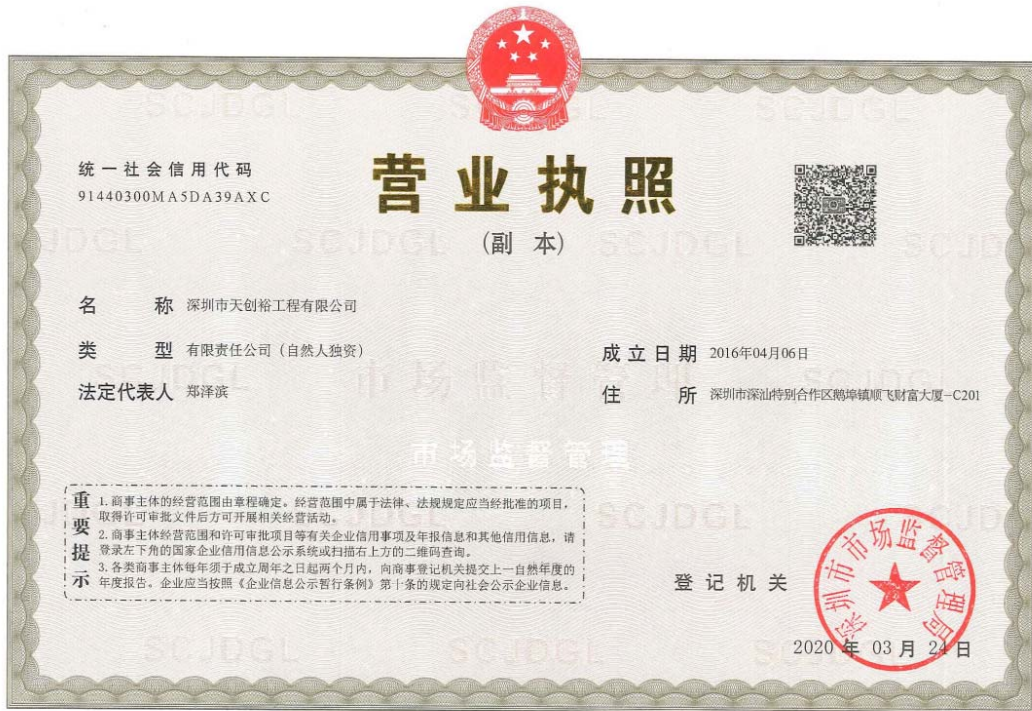 统一社会信用代码
91440300MA5DA39AXC
营业执照
(副 本)
名 称 深圳市天创裕工程有限公司
类 型 有限责任公司（自然人独资）
法定代表人 郑泽滨
成立日期 2016年04月06日
住 所 深圳市深汕特别合作区鹅埠镇顺飞财富大厦-C201
市场监督管理
重要提示
1. 商事主体的经营范围由章程确定。经营范围中属于法律、法规规定应当经批准的项目，
取得许可审批文件后方可开展相关经营活动。
2. 商事主体经营范围和许可审批项目等有关企业信用事项及年报信息和其他信用信息，请
登录左下角的国家企业信用信息公示系统或扫描右上方的二维码查询。
3. 各类商事主体每年须于成立周年之日起两个月内，向商事登记机关提交上一自然年度的
年度报告。企业应当按照《企业信息公示暂行条例》第十条的规定向社会公示企业信息。
登记机关
深圳市市场监督管理局
2020 年 03 月 24 日
SCJDGL